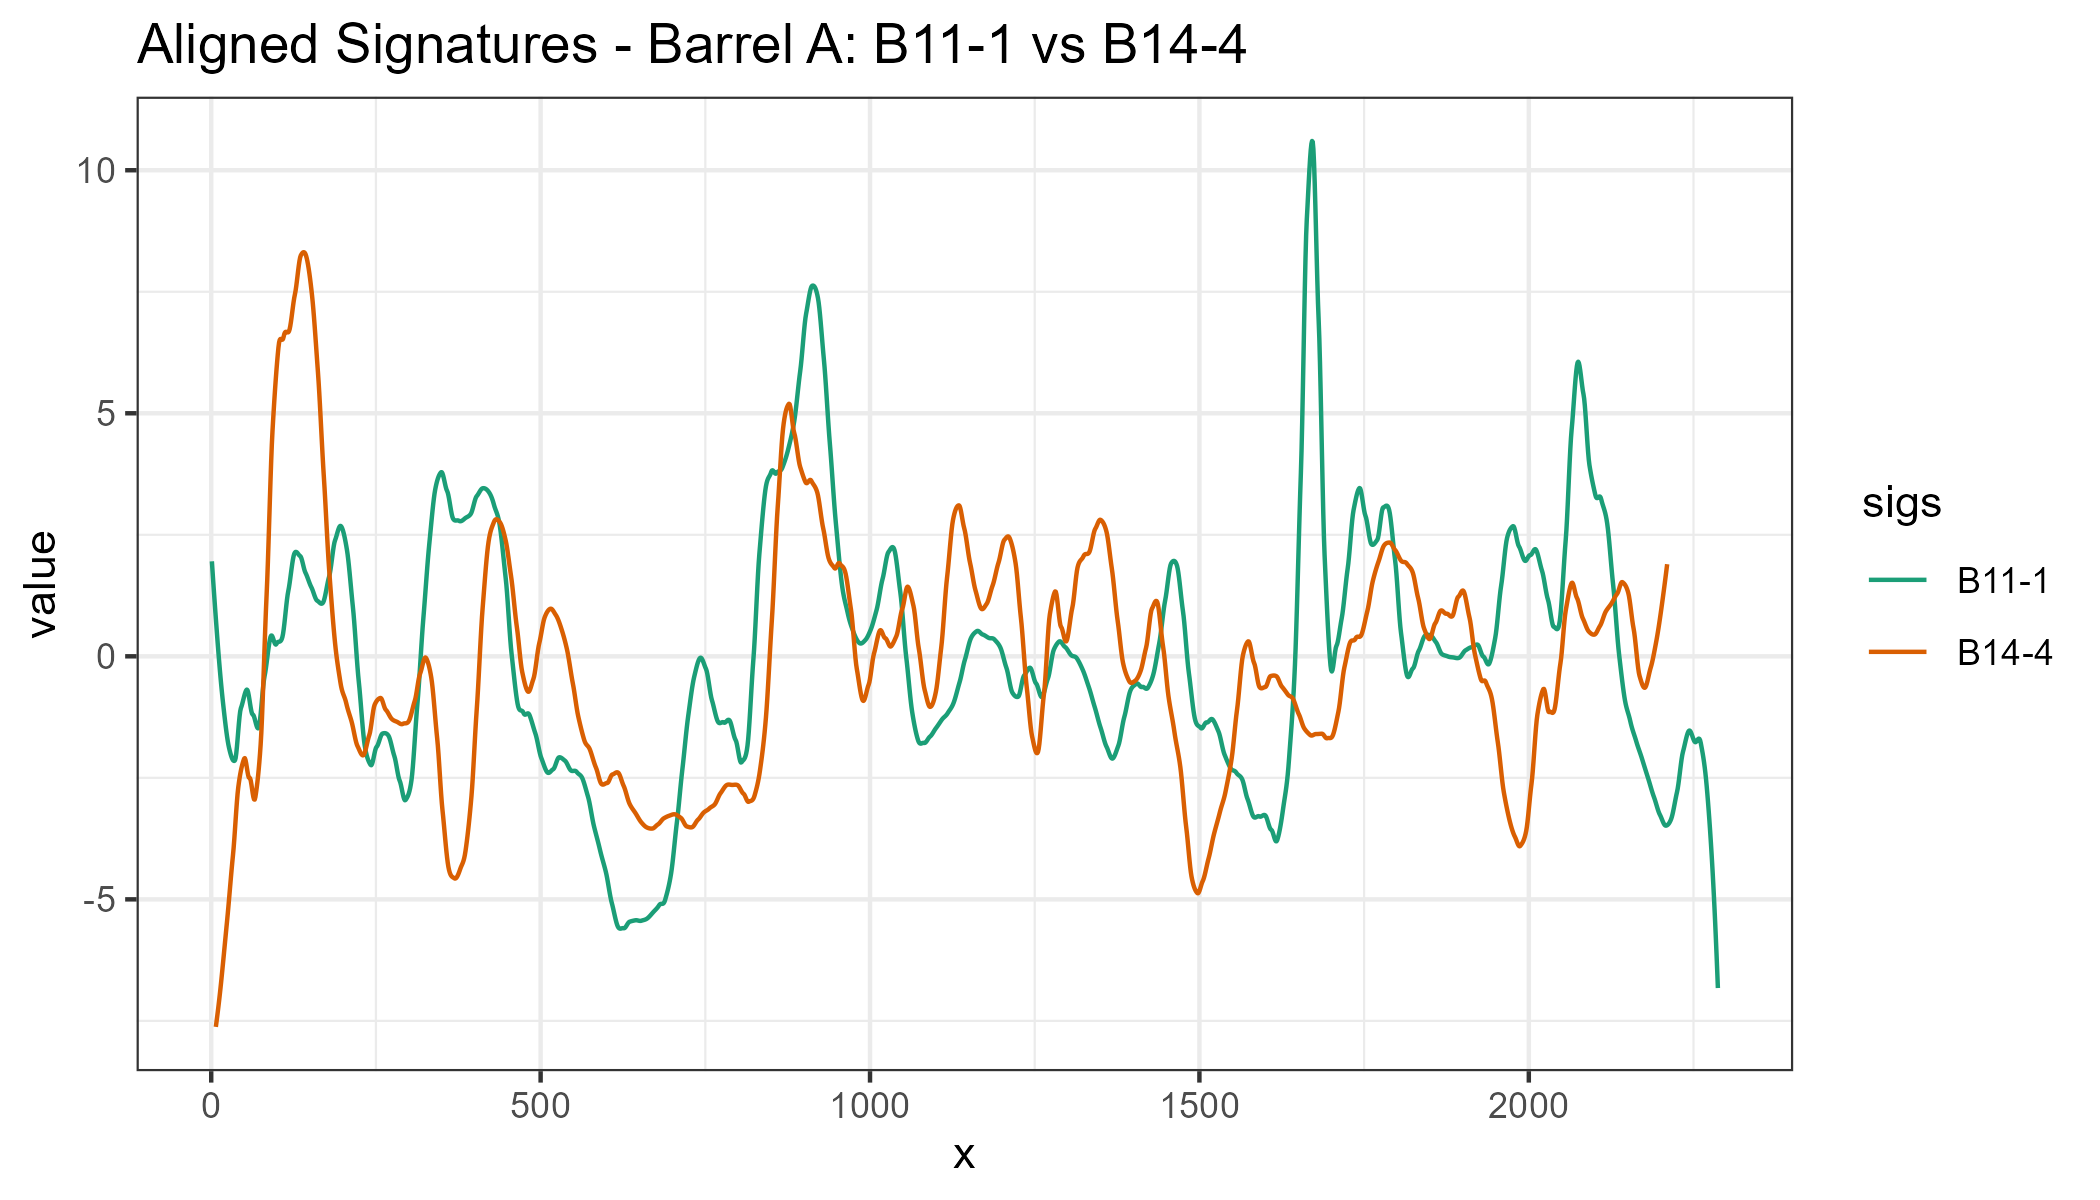 Aligned Signatures - Barrel A: B11-1 vs B14-4
10
5
0
-5
value
0 500 1000 1500 2000
x
sigs
B11-1
B14-4